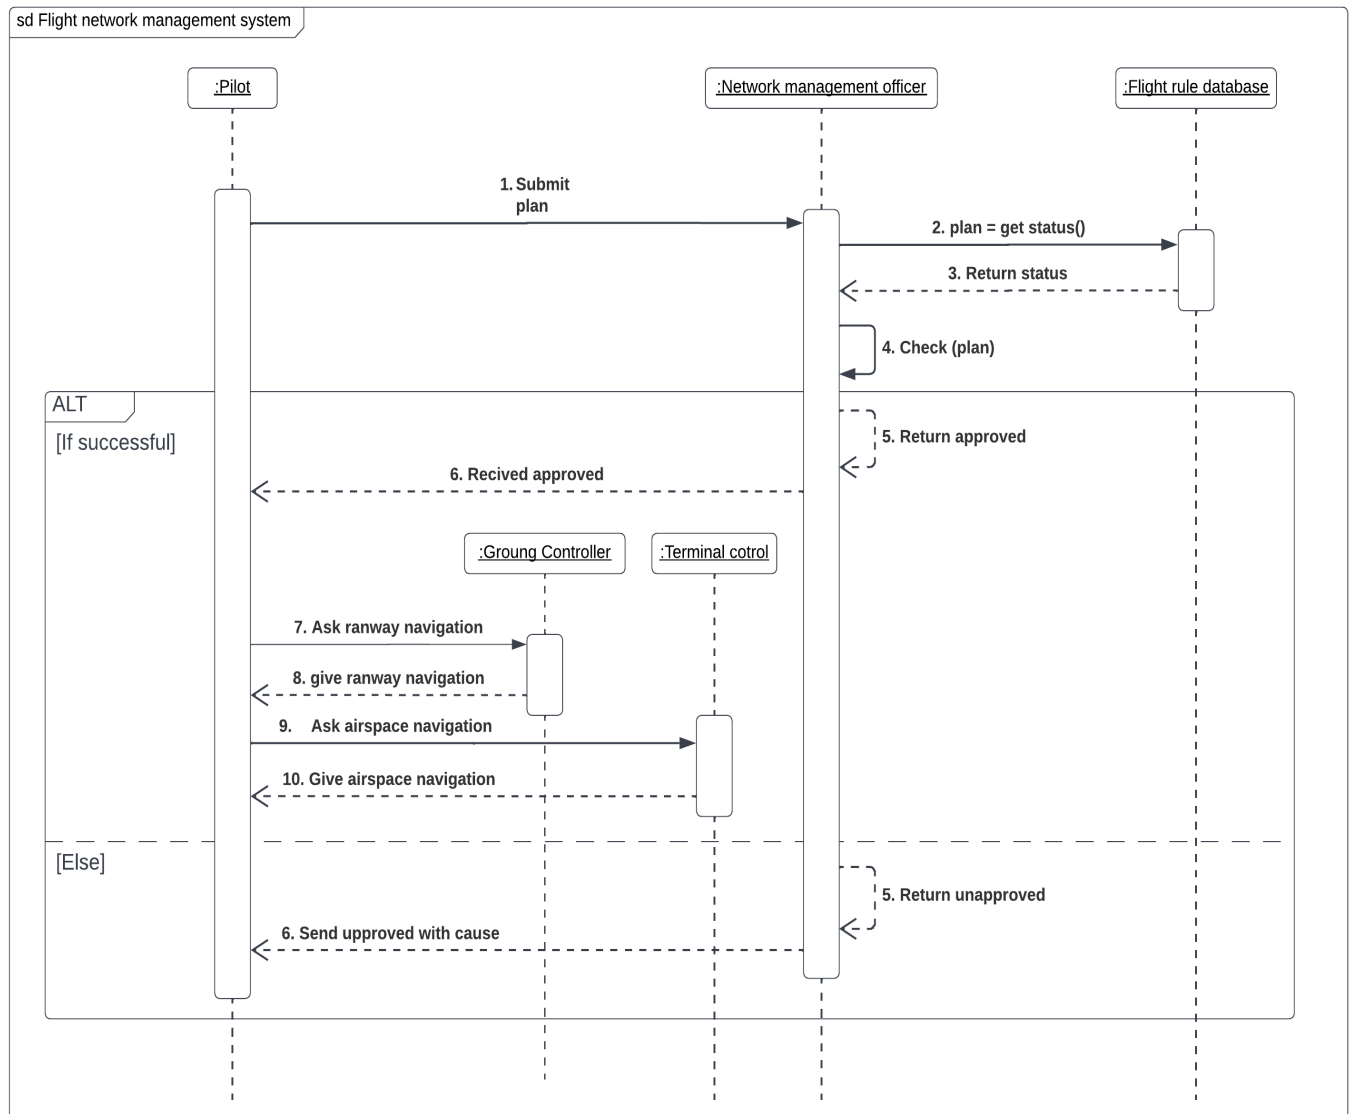 sd Flight network management system
:Pilot
:Network management officer
:Flight rule database
1. Submit
plan
2. plan = get status()
3. Return status
4. Check (plan)
ALT
[If successful]
5. Return approved
6. Recived approved
:Groung Controller
:Terminal cotrol
7. Ask ranway navigation
8. give ranway navigation
9. Ask airspace navigation
10. Give airspace navigation
[Else]
5. Return unapproved
6. Send upproved with cause